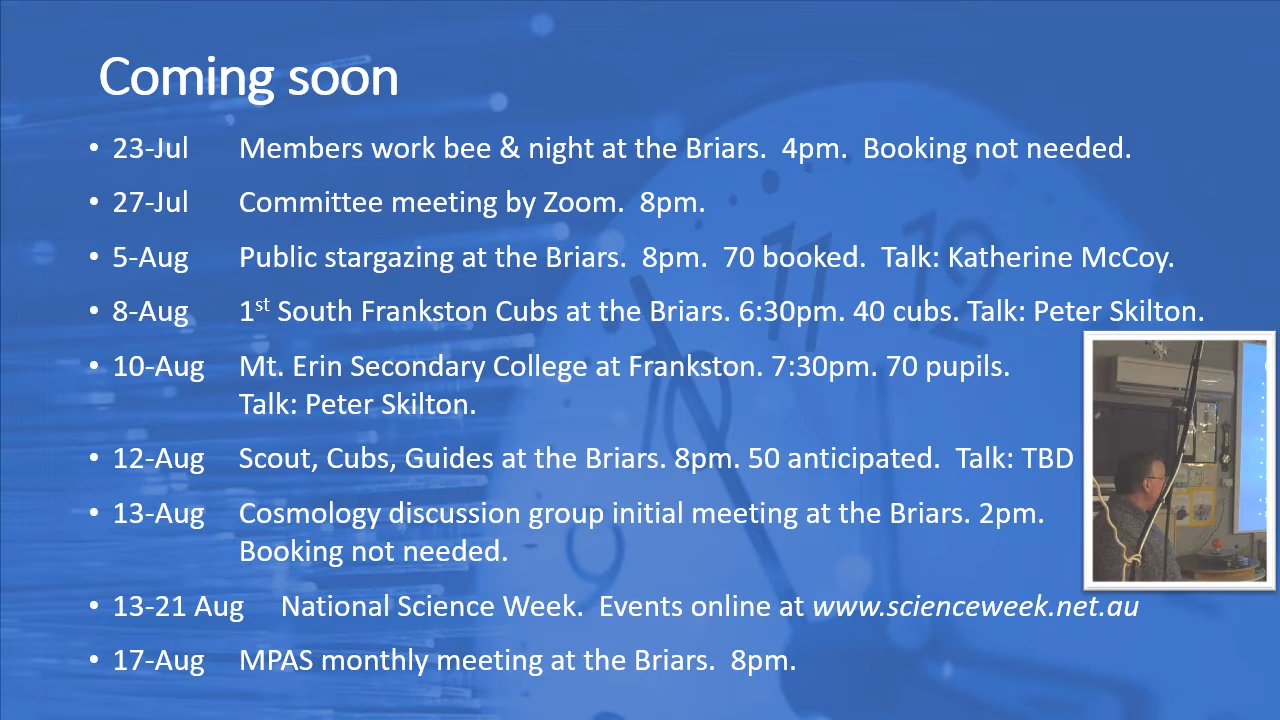 Coming soon
• 23-Jul Members work bee & night at the Briars. 4pm. Booking not needed.
• 27-Jul Committee meeting by Zoom. 8pm.
• 5-Aug Public stargazing at the Briars. 8pm. 70 booked. Talk: Katherine McCoy.
• 8-Aug 1st South Frankston Cubs at the Briars. 6:30pm. 40 cubs. Talk: Peter Skilton.
• 10-Aug Mt. Erin Secondary College at Frankston. 7:30pm. 70 pupils.
Talk: Peter Skilton.
• 12-Aug Scout, Cubs, Guides at the Briars. 8pm. 50 anticipated. Talk: TBD
• 13-Aug Cosmology discussion group initial meeting at the Briars. 2pm.
Booking not needed.
• 13-21 Aug National Science Week. Events online at www.scienceweek.net.au
• 17-Aug MPAS monthly meeting at the Briars. 8pm.
11
12
10
9